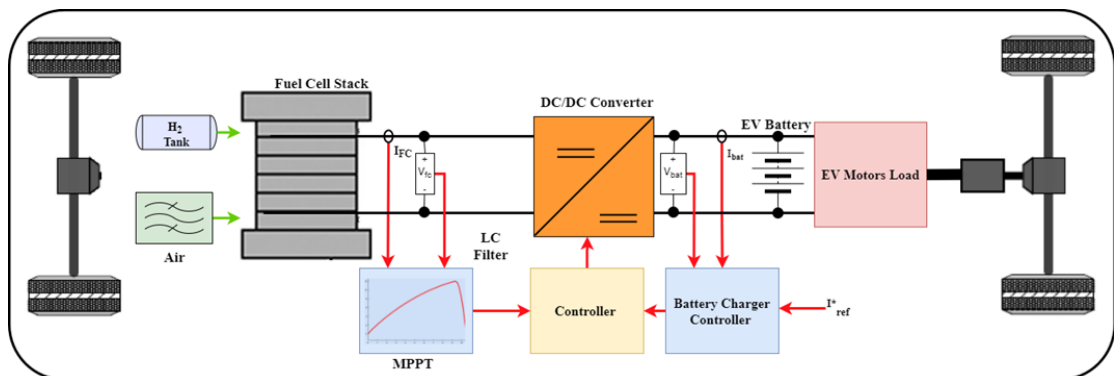 Fuel Cell Stack
DC/DC Converter
H2
Tank
EV Battery
IFC
+
Vfc
-
+
Vbat
-
Ibat
EV Motors Load
Air
LC
Filter
Controller
Battery Charger
Controller
I*ref
MPPT